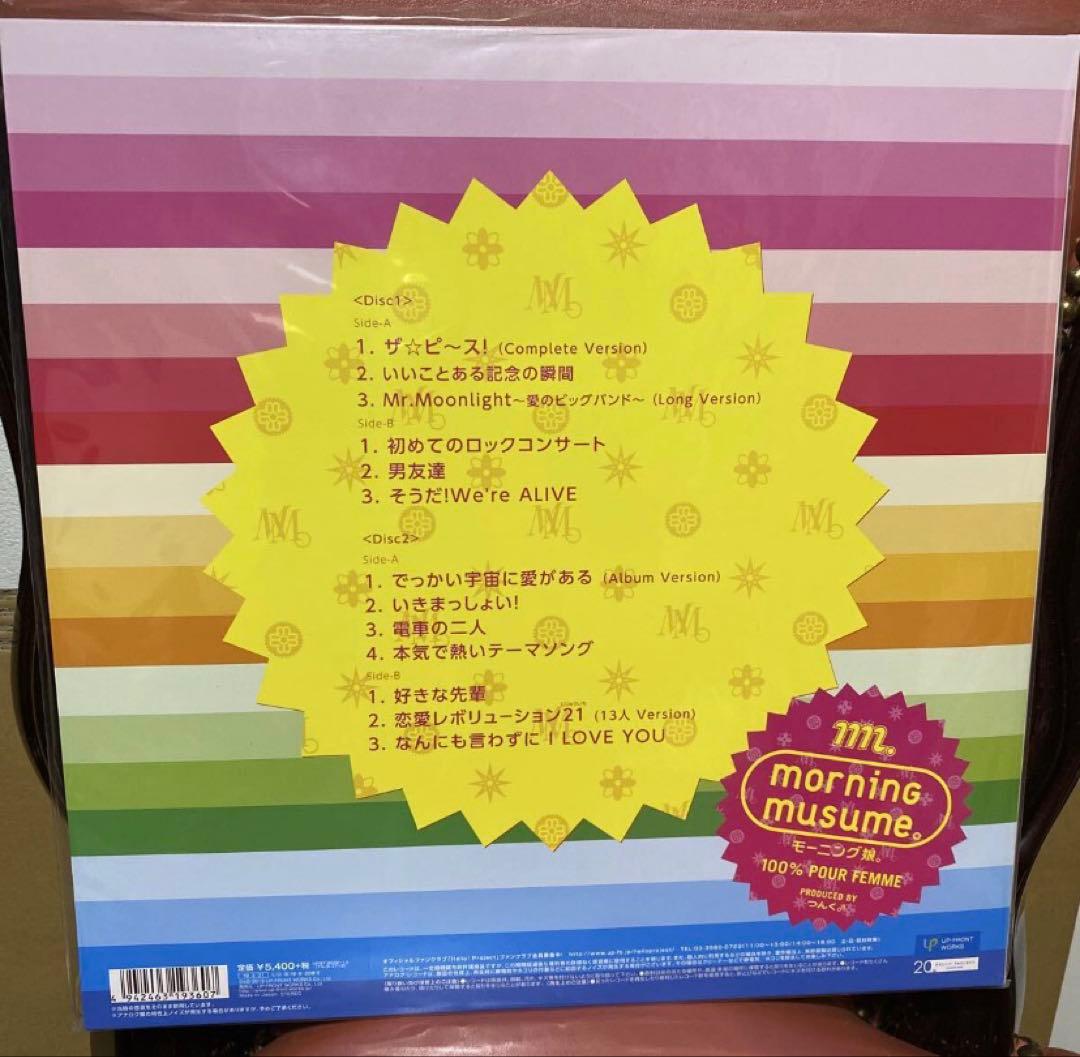 <Disc1>
Side-A
1. ザ☆ピ〜ス! (Complete Version)
2. いいことある記念の瞬間
3. Mr.Moonlight〜愛のビッグバンド〜 (Long Version)
Side-B
1. 初めてのロックコンサート
2. 男友達
3. そうだ!We're ALIVE
<Disc2>
Side-A
1. でっかい宇宙に愛がある (Album Version)
2. いきまっしょい!
3. 電車の二人
4. 本気で熱いテーマソング
Side-B
1. 好きな先輩
2. 恋愛レボリューション21 (13人 Version)
3. なんにも言わずに I LOVE YOU
m.
morning
musume。
モーニング娘。
100% POUR FEMME
PRODUCED BY
つんく♂
UP-FRONT
WORKS
定価 ¥5,400+税
4 942463 193607